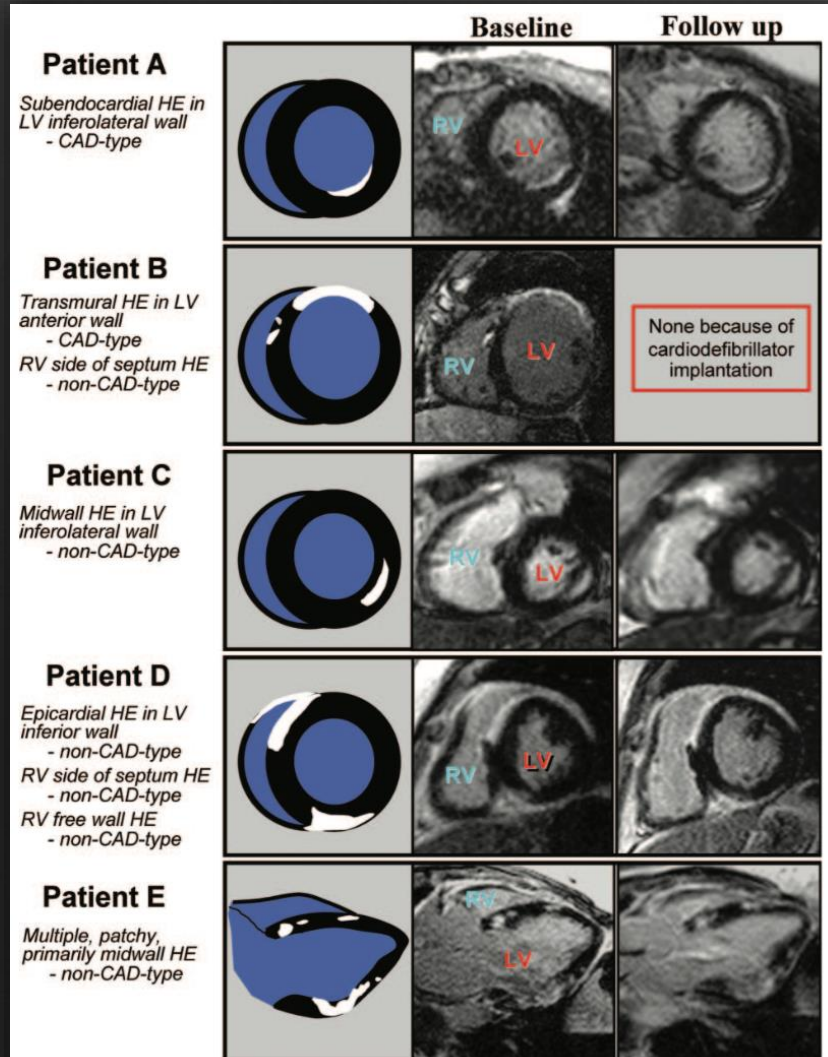 Baseline
Follow up
Patient A
Subendocardial HE in
LV inferolateral wall
- CAD-type
RV
LV
Patient B
Transmural HE in LV
anterior wall
- CAD-type
RV side of septum HE
- non-CAD-type
RV
LV
None because of
cardiodefibrillator
implantation
Patient C
Midwall HE in LV
inferolateral wall
- non-CAD-type
RV
LV
Patient D
Epicardial HE in LV
inferior wall
- non-CAD-type
RV side of septum HE
- non-CAD-type
RV free wall HE
- non-CAD-type
RV
LV
Patient E
Multiple, patchy,
primarily midwall HE
- non-CAD-type
RV
LV